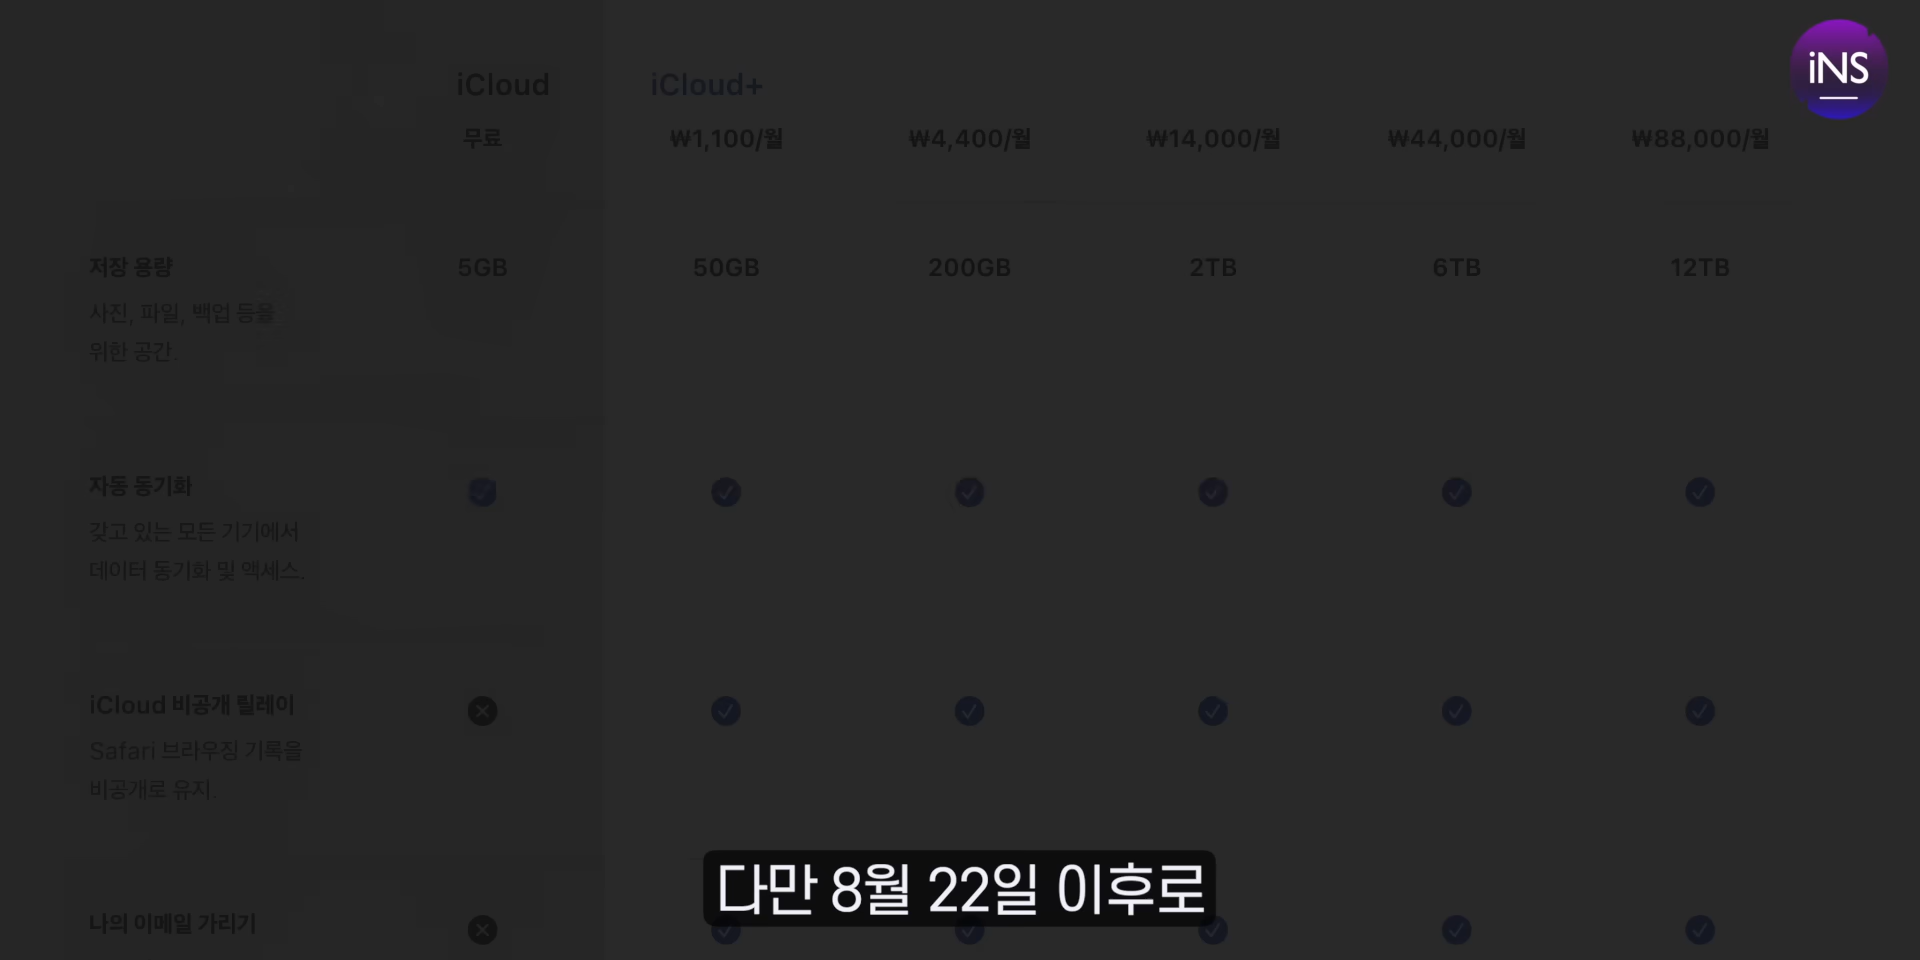 iNS
iCloud iCloud+
무료 ₩1,100/월 ₩4,400/월 ₩14,000/월 ₩44,000/월 ₩88,000/월
저장 용량 5GB 50GB 200GB 2TB 6TB 12TB
사진, 파일, 백업 등을
위한 공간.
자동 동기화
갖고 있는 모든 기기에서
데이터 동기화 및 액세스.
iCloud 비공개 릴레이
Safari 브라우징 기록을
비공개로 유지.
다만 8월 22일 이후로
나의 이메일 가리기